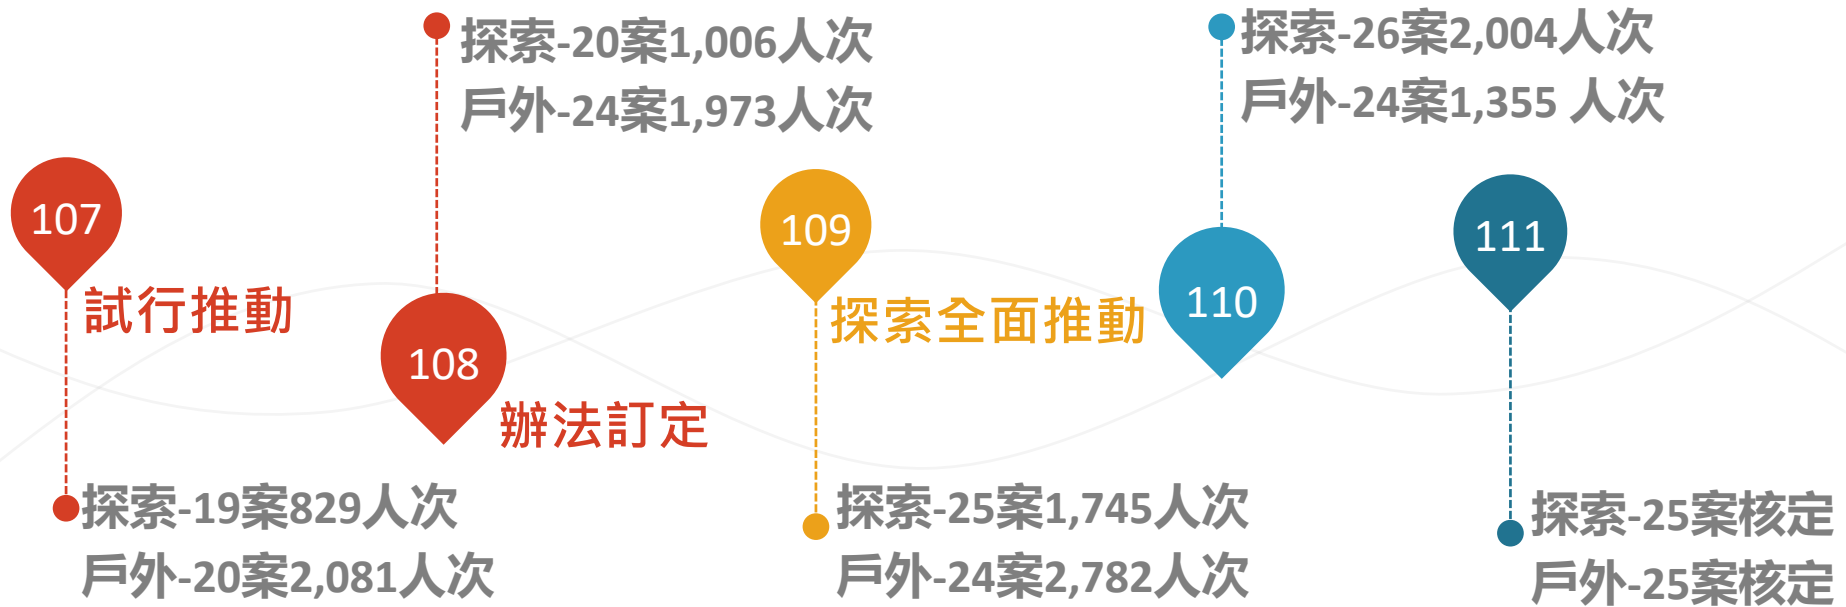 107
試行推動
探索-19案829人次
戶外-20案2,081人次
探索-20案1,006人次
戶外-24案1,973人次
108
辦法訂定
109
探索全面推動
探索-25案1,745人次
戶外-24案2,782人次
探索-26案2,004人次
戶外-24案1,355 人次
110
111
探索-25案核定
戶外-25案核定